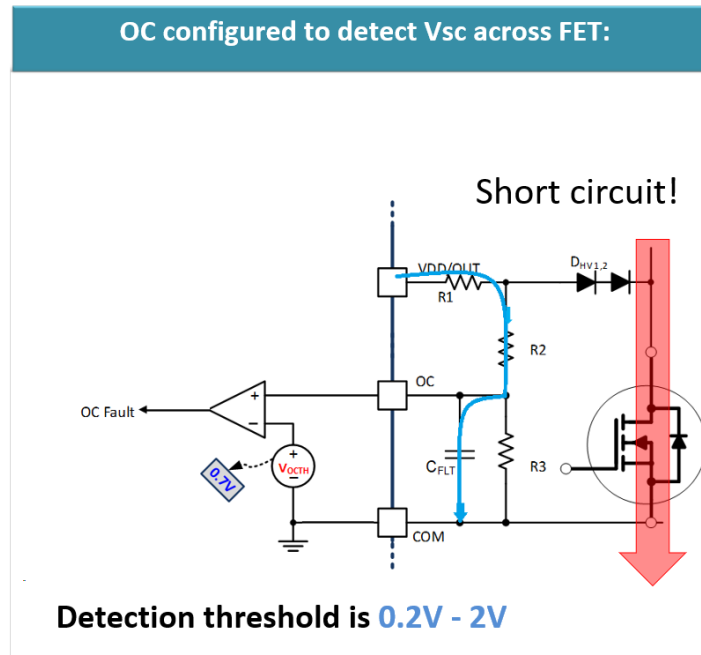 OC configured to detect Vsc across FET:
Short circuit!
VDD/OUT
DHV1,2
R1
R2
OC
+
OC Fault
−
+
VOCTH
−
0.7V
CFLT
R3
COM
Detection threshold is 0.2V - 2V